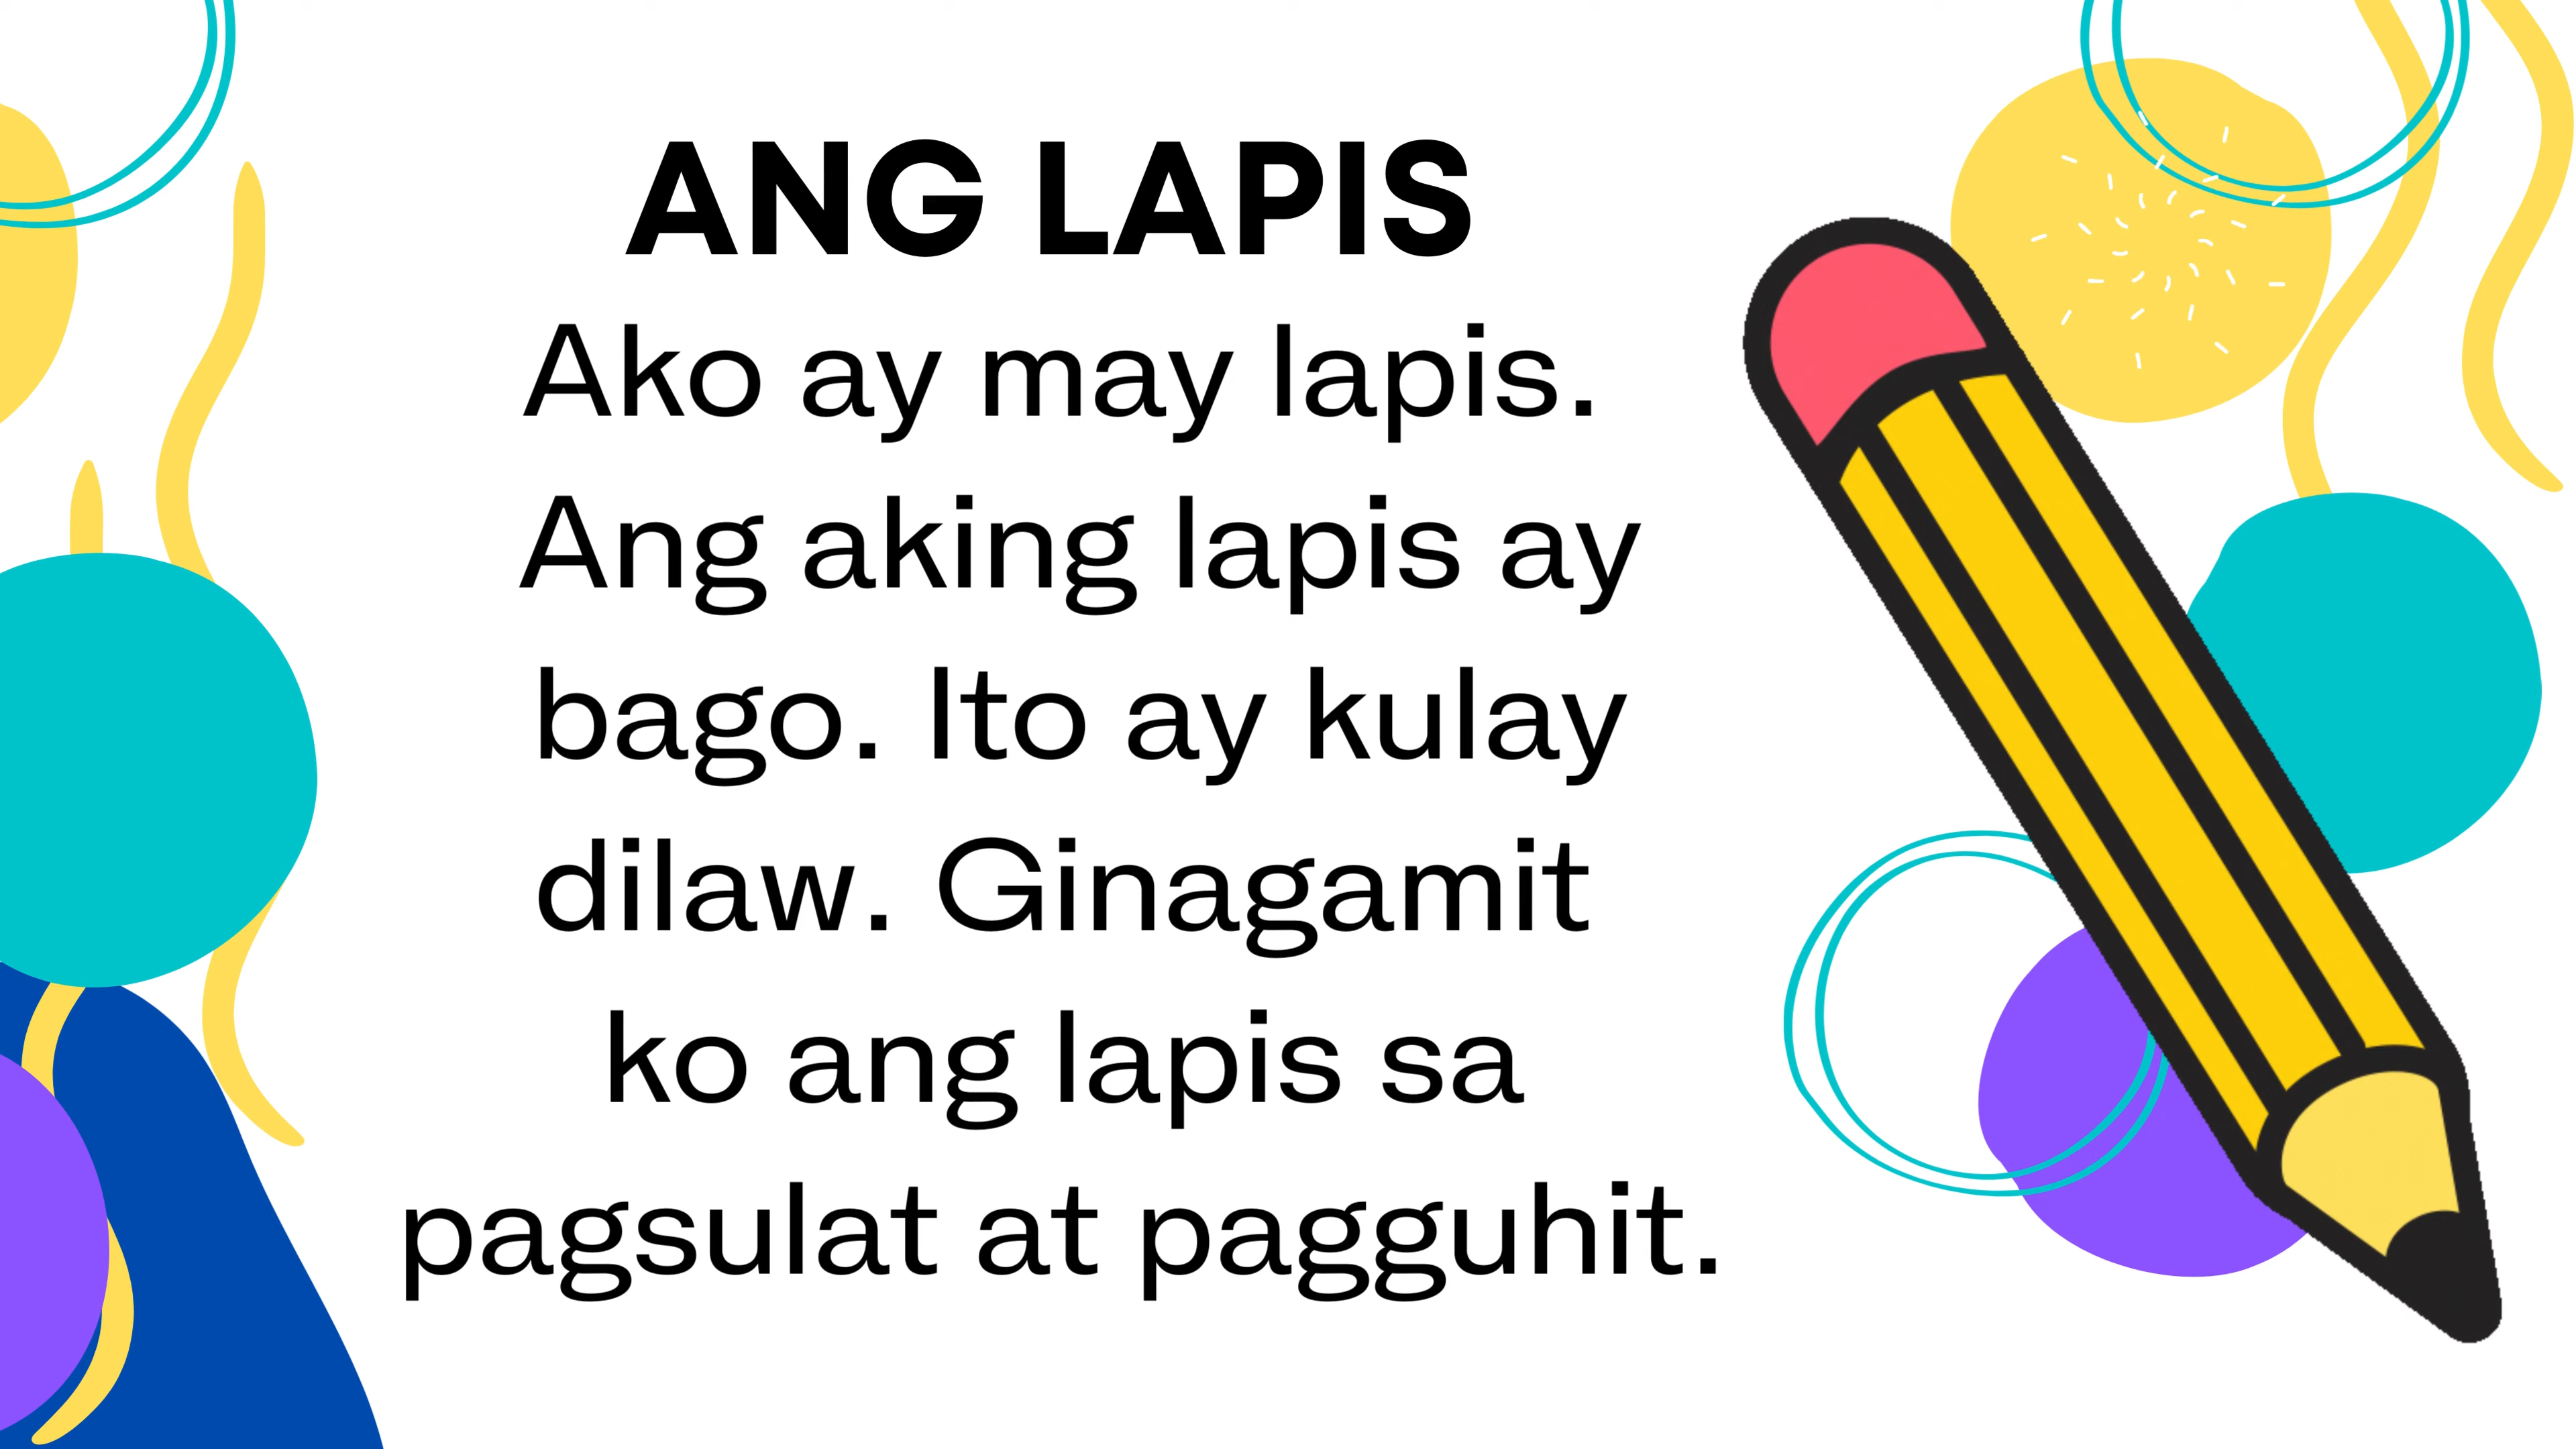 ANG LAPIS
Ako ay may lapis.
Ang aking lapis ay
bago. Ito ay kulay
dilaw. Ginagamit
ko ang lapis sa
pagsulat at pagguhit.